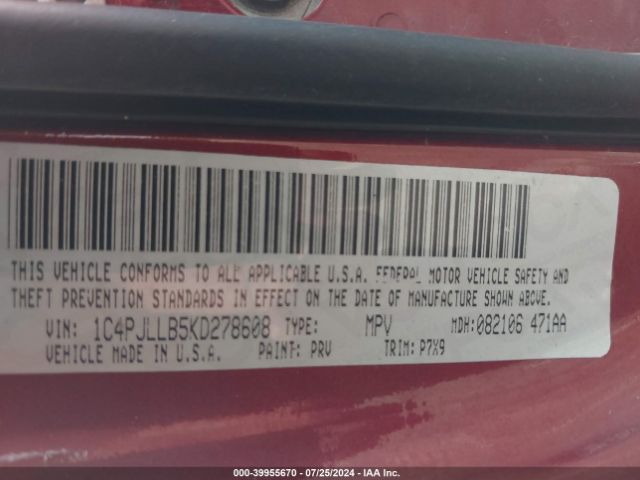 THIS VEHICLE CONFORMS TO ALL APPLICABLE U.S.A. FEDERAL MOTOR VEHICLE SAFETY AND
THEFT PREVENTION STANDARDS IN EFFECT ON THE DATE OF MANUFACTURE SHOWN ABOVE.
VIN: 1C4PJLLB5KD278608 TYPE: MPV MDH:082106 471AA
VEHICLE MADE IN U.S.A. PAINT: PRV TRIM: P7X9
000-39955670 - 07/25/2024 - IAA Inc.